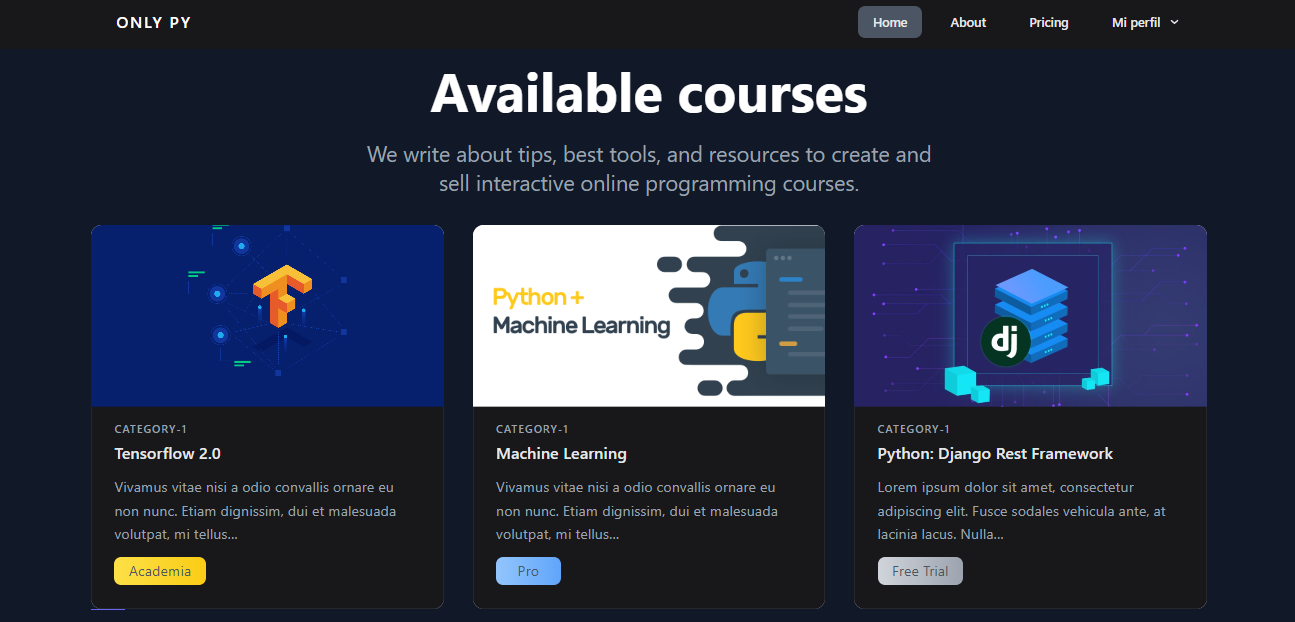 ONLY PY
Home
About
Pricing
Mi perfil
Available courses
We write about tips, best tools, and resources to create and
sell interactive online programming courses.
Python +
Machine Learning
dj
CATEGORY-1
Tensorflow 2.0
Vivamus vitae nisi a odio convallis ornare eu
non nunc. Etiam dignissim, dui et malesuada
volutpat, mi tellus...
Academia
CATEGORY-1
Machine Learning
Vivamus vitae nisi a odio convallis ornare eu
non nunc. Etiam dignissim, dui et malesuada
volutpat, mi tellus...
Pro
CATEGORY-1
Python: Django Rest Framework
Lorem ipsum dolor sit amet, consectetur
adipiscing elit. Fusce sodales vehicula ante, at
lacinia lacus. Nulla...
Free Trial